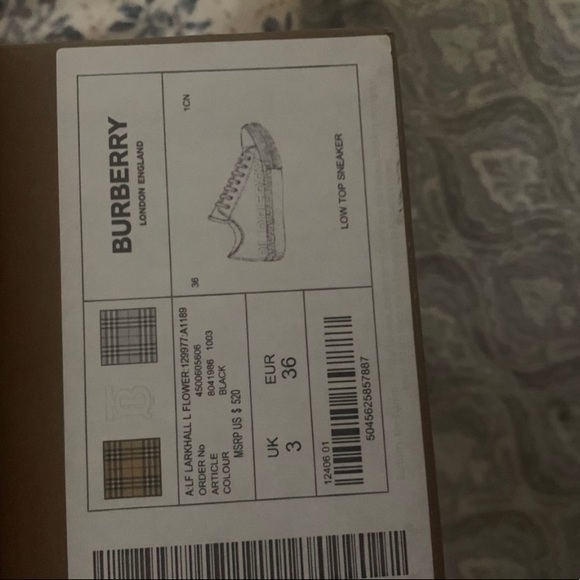 BURBERRY
LONDON ENGLAND
1CN
36
LOW TOP SNEAKER
A:LF LARKHALL L FLOWER:129977:A1189
ORDER No 4500605606
ARTICLE 8041986 1003
COLOUR BLACK
MSRP US $ 520
UK EUR
3 36
12406 01
5045625857887